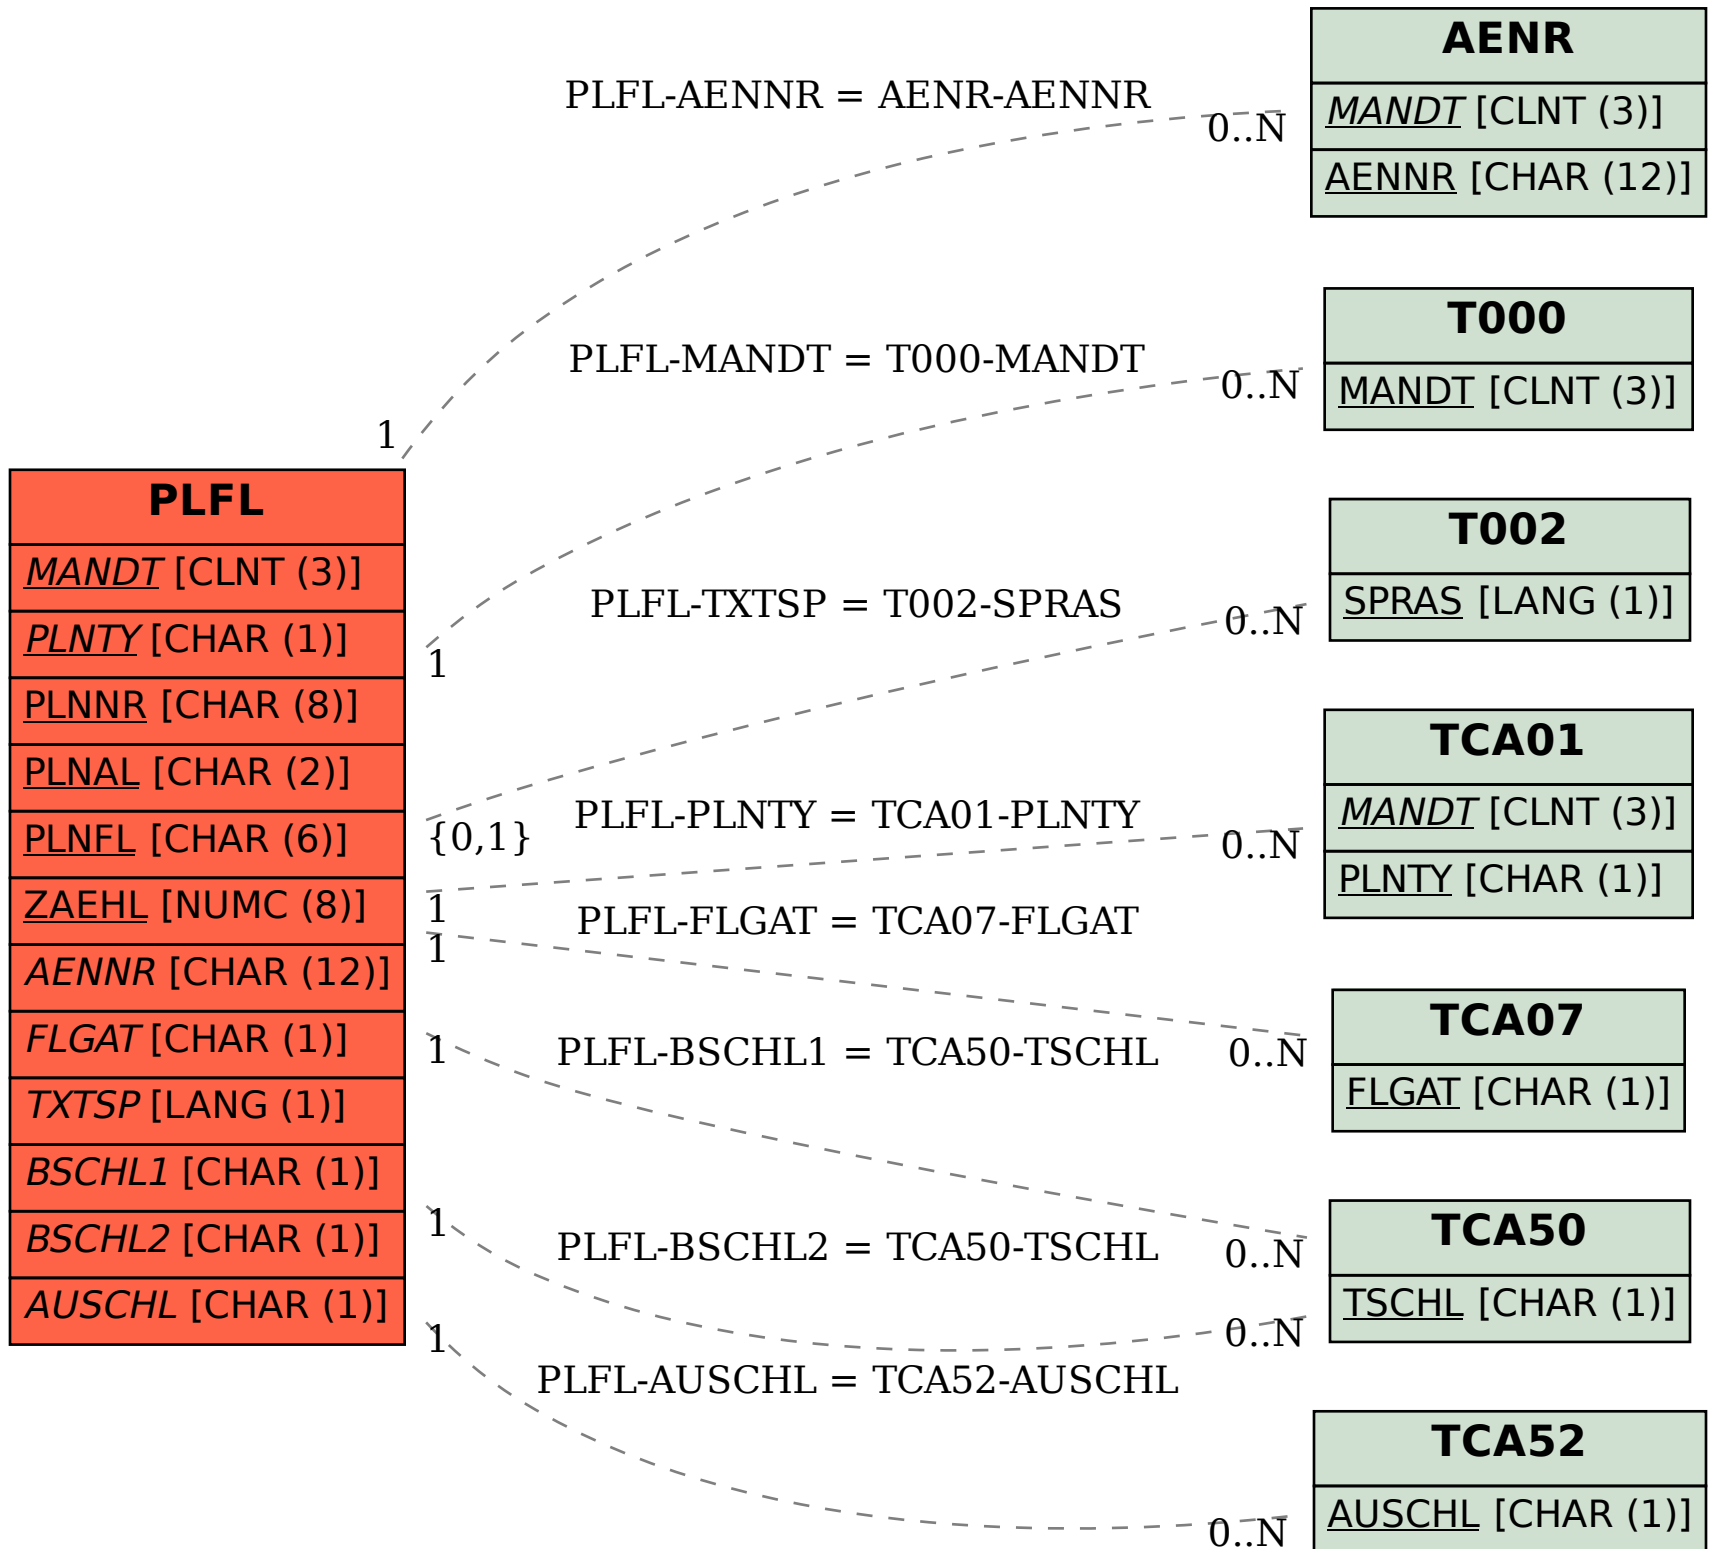 PLFL
MANDT [CLNT (3)]
PLNTY [CHAR (1)]
PLNNR [CHAR (8)]
PLNAL [CHAR (2)]
PLNFL [CHAR (6)]
ZAEHL [NUMC (8)]
AENNR [CHAR (12)]
FLGAT [CHAR (1)]
TXTSP [LANG (1)]
BSCHL1 [CHAR (1)]
BSCHL2 [CHAR (1)]
AUSCHL [CHAR (1)]
PLFL-AENNR = AENR-AENNR
1
0..N
PLFL-MANDT = T000-MANDT
1
0..N
PLFL-TXTSP = T002-SPRAS
{0,1}
0..N
PLFL-PLNTY = TCA01-PLNTY
1
0..N
PLFL-FLGAT = TCA07-FLGAT
1
0..N
PLFL-BSCHL1 = TCA50-TSCHL
1
0..N
PLFL-BSCHL2 = TCA50-TSCHL
1
0..N
PLFL-AUSCHL = TCA52-AUSCHL
1
0..N
AENR
MANDT [CLNT (3)]
AENNR [CHAR (12)]
T000
MANDT [CLNT (3)]
T002
SPRAS [LANG (1)]
TCA01
MANDT [CLNT (3)]
PLNTY [CHAR (1)]
TCA07
FLGAT [CHAR (1)]
TCA50
TSCHL [CHAR (1)]
TCA52
AUSCHL [CHAR (1)]